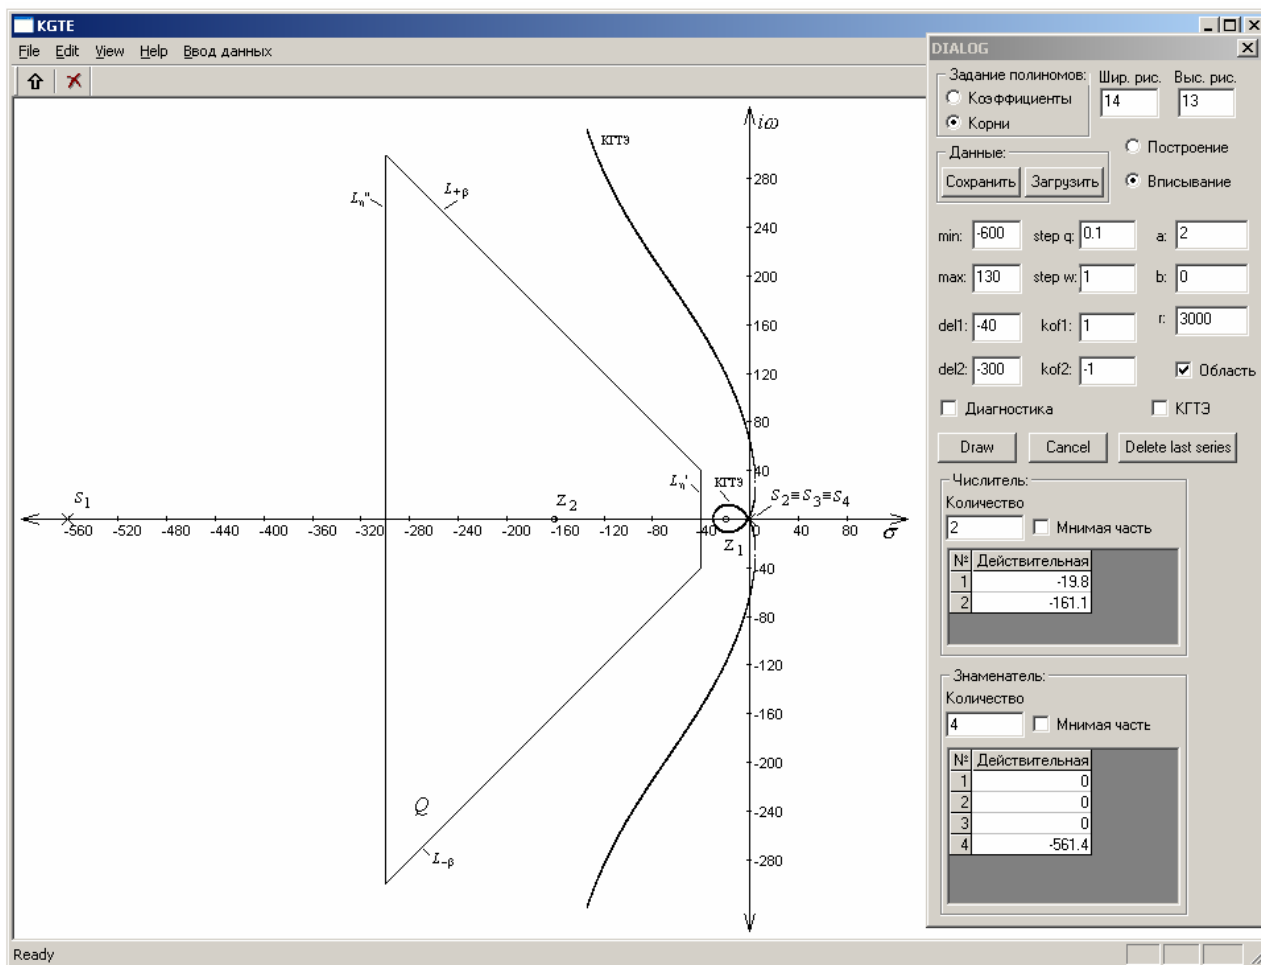 KGTE
File Edit View Help Ввод данных
iω
КГТЭ
L"η
L+β
280
240
200
160
120
80
40
L'η
КГТЭ
S1
Z2
S2≡S3≡S4
-560 -520 -480 -440 -400 -360 -320 -280 -240 -200 -160 -120 -80 -40 0 40 80
σ
Z1
-40
-80
-120
-160
-200
-240
-280
Q
L-β
Ready
DIALOG
Задание полиномов:
Коэффициенты
Корни
Шир. рис. Выс. рис.
14 13
Данные:
Сохранить Загрузить
Построение
Вписывание
min: -600 step q: 0.1 a: 2
max: 130 step w: 1 b: 0
del1: -40 kof1: 1 r: 3000
del2: -300 kof2: -1 Область
Диагностика КГТЭ
Draw Cancel Delete last series
Числитель:
Количество
2 Мнимая часть
№ Действительная
1 -19.8
2 -161.1
Знаменатель:
Количество
4 Мнимая часть
№ Действительная
1 0
2 0
3 0
4 -561.4